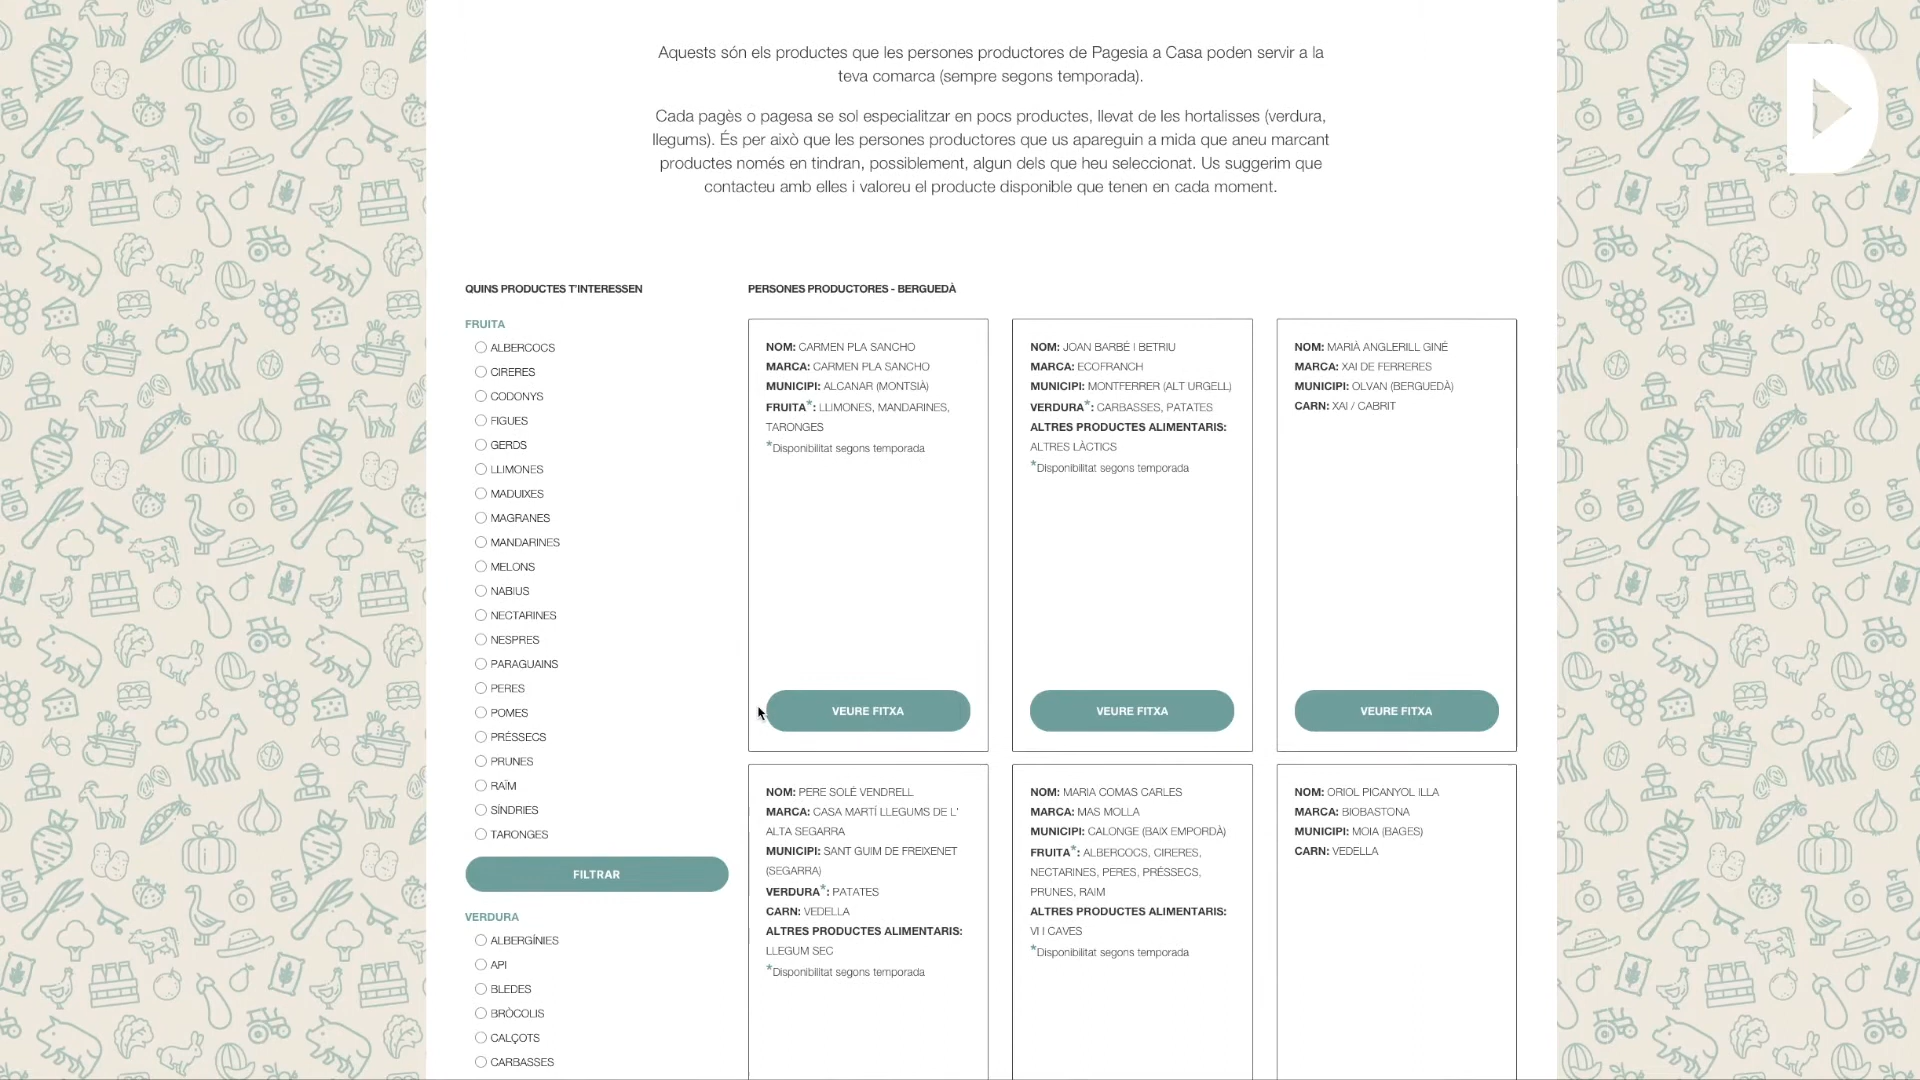 Aquests són els productes que les persones productores de Pagesia a Casa poden servir a la
teva comarca (sempre segons temporada).
Cada pagès o pagesa se sol especialitzar en pocs productes, llevat de les hortalisses (verdura,
llegums). És per això que les persones productores que us apareguin a mida que aneu marcant
productes només en tindran, possiblement, algun dels que heu seleccionat. Us suggerim que
contacteu amb elles i valoreu el producte disponible que tenen en cada moment.
QUINS PRODUCTES T'INTERESSEN
FRUITA
ALBERCOCS
CIRERES
CODONYS
FIGUES
GERDS
LLIMONES
MADUIXES
MAGRANES
MANDARINES
MELONS
NABIUS
NECTARINES
NESPRES
PARAGUAINS
PERES
POMES
PRÉSSECS
PRUNES
RAÏM
SÍNDRIES
TARONGES
FILTRAR
VERDURA
ALBERGÍNIES
API
BLEDES
BRÒCOLIS
CALÇOTS
CARBASSES
PERSONES PRODUCTORES - BERGUEDÀ
NOM: CARMEN PLA SANCHO
MARCA: CARMEN PLA SANCHO
MUNICIPI: ALCANAR (MONTSIÀ)
FRUITA*: LLIMONES, MANDARINES,
TARONGES
*Disponibilitat segons temporada
VEURE FITXA
NOM: JOAN BARBÉ I BETRIU
MARCA: ECOFRANCH
MUNICIPI: MONTFERRER (ALT URGELL)
VERDURA*: CARBASSES, PATATES
ALTRES PRODUCTES ALIMENTARIS:
ALTRES LÀCTICS
*Disponibilitat segons temporada
VEURE FITXA
NOM: MARIÀ ANGLERILL GINÉ
MARCA: XAI DE FERRERES
MUNICIPI: OLVAN (BERGUEDÀ)
CARN: XAI / CABRIT
VEURE FITXA
NOM: PERE SOLÉ VENDRELL
MARCA: CASA MARTÍ LLEGUMS DE L'
ALTA SEGARRA
MUNICIPI: SANT GUIM DE FREIXENET
(SEGARRA)
VERDURA*: PATATES
CARN: VEDELLA
ALTRES PRODUCTES ALIMENTARIS:
LLEGUM SEC
*Disponibilitat segons temporada
NOM: MARIA COMAS CARLES
MARCA: MAS MOLLA
MUNICIPI: CALONGE (BAIX EMPORDÀ)
FRUITA*: ALBERCOCS, CIRERES,
NECTARINES, PERES, PRÉSSECS,
PRUNES, RAIM
ALTRES PRODUCTES ALIMENTARIS:
VI I CAVES
*Disponibilitat segons temporada
NOM: ORIOL PICANYOL ILLA
MARCA: BIOBASTONA
MUNICIPI: MOIA (BAGES)
CARN: VEDELLA